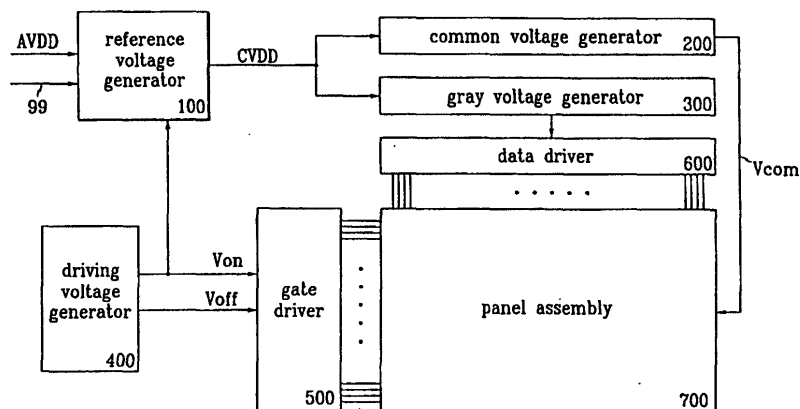 AVDD
99
reference
voltage
generator
100
CVDD
common voltage generator
200
gray voltage generator
300
data driver
600
Vcom
driving
voltage
generator
400
Von
Voff
gate
driver
500
panel assembly
700